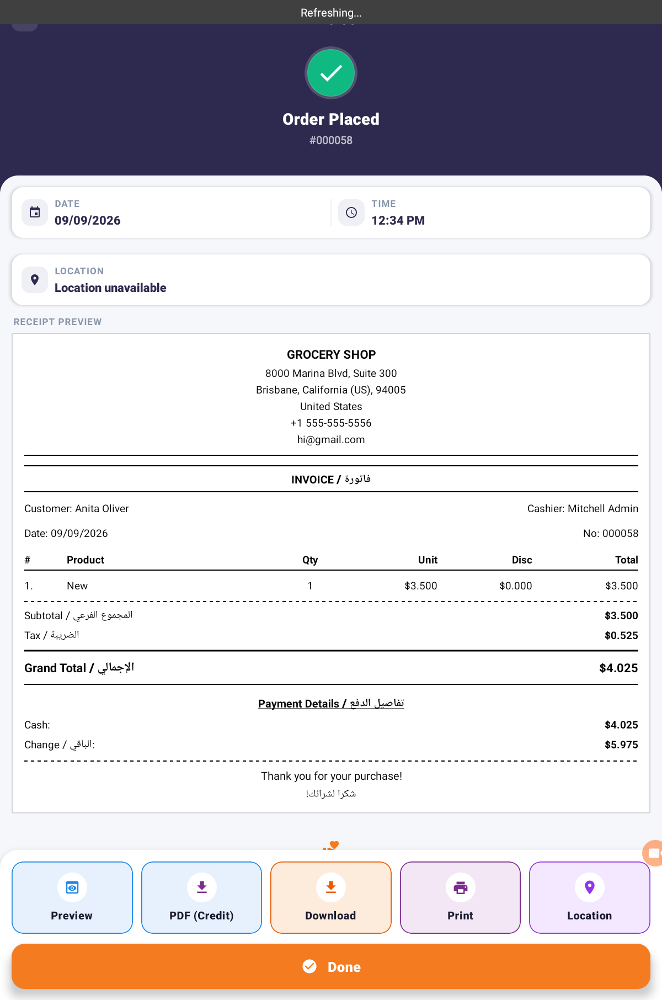 Refreshing...
Order Placed
#000058
DATE
09/09/2026
TIME
12:34 PM
LOCATION
Location unavailable
RECEIPT PREVIEW
GROCERY SHOP
8000 Marina Blvd, Suite 300
Brisbane, California (US), 94005
United States
+1 555-555-5556
hi@gmail.com
INVOICE / فاتورة
Customer: Anita Oliver Cashier: Mitchell Admin
Date: 09/09/2026 No: 000058
# Product Qty Unit Disc Total
1. New 1 $3.500 $0.000 $3.500
Subtotal / المجموع الفرعي $3.500
Tax / الضريبة $0.525
Grand Total / الإجمالي $4.025
Payment Details / تفاصيل الدفع
Cash: $4.025
Change / الباقي: $5.975
Thank you for your purchase!
شكرا لشرائك!
Preview
PDF (Credit)
Download
Print
Location
Done